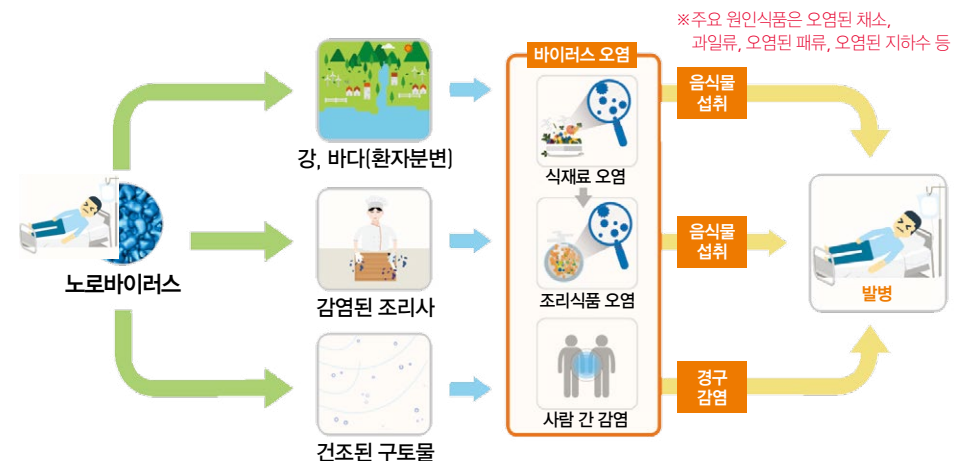 ※주요 원인식품은 오염된 채소,
과일류, 오염된 패류, 오염된 지하수 등
바이러스 오염
음식물
섭취
강, 바다(환자분변)
식재료 오염
노로바이러스
감염된 조리사
음식물
섭취
조리식품 오염
발병
경구
감염
사람 간 감염
건조된 구토물